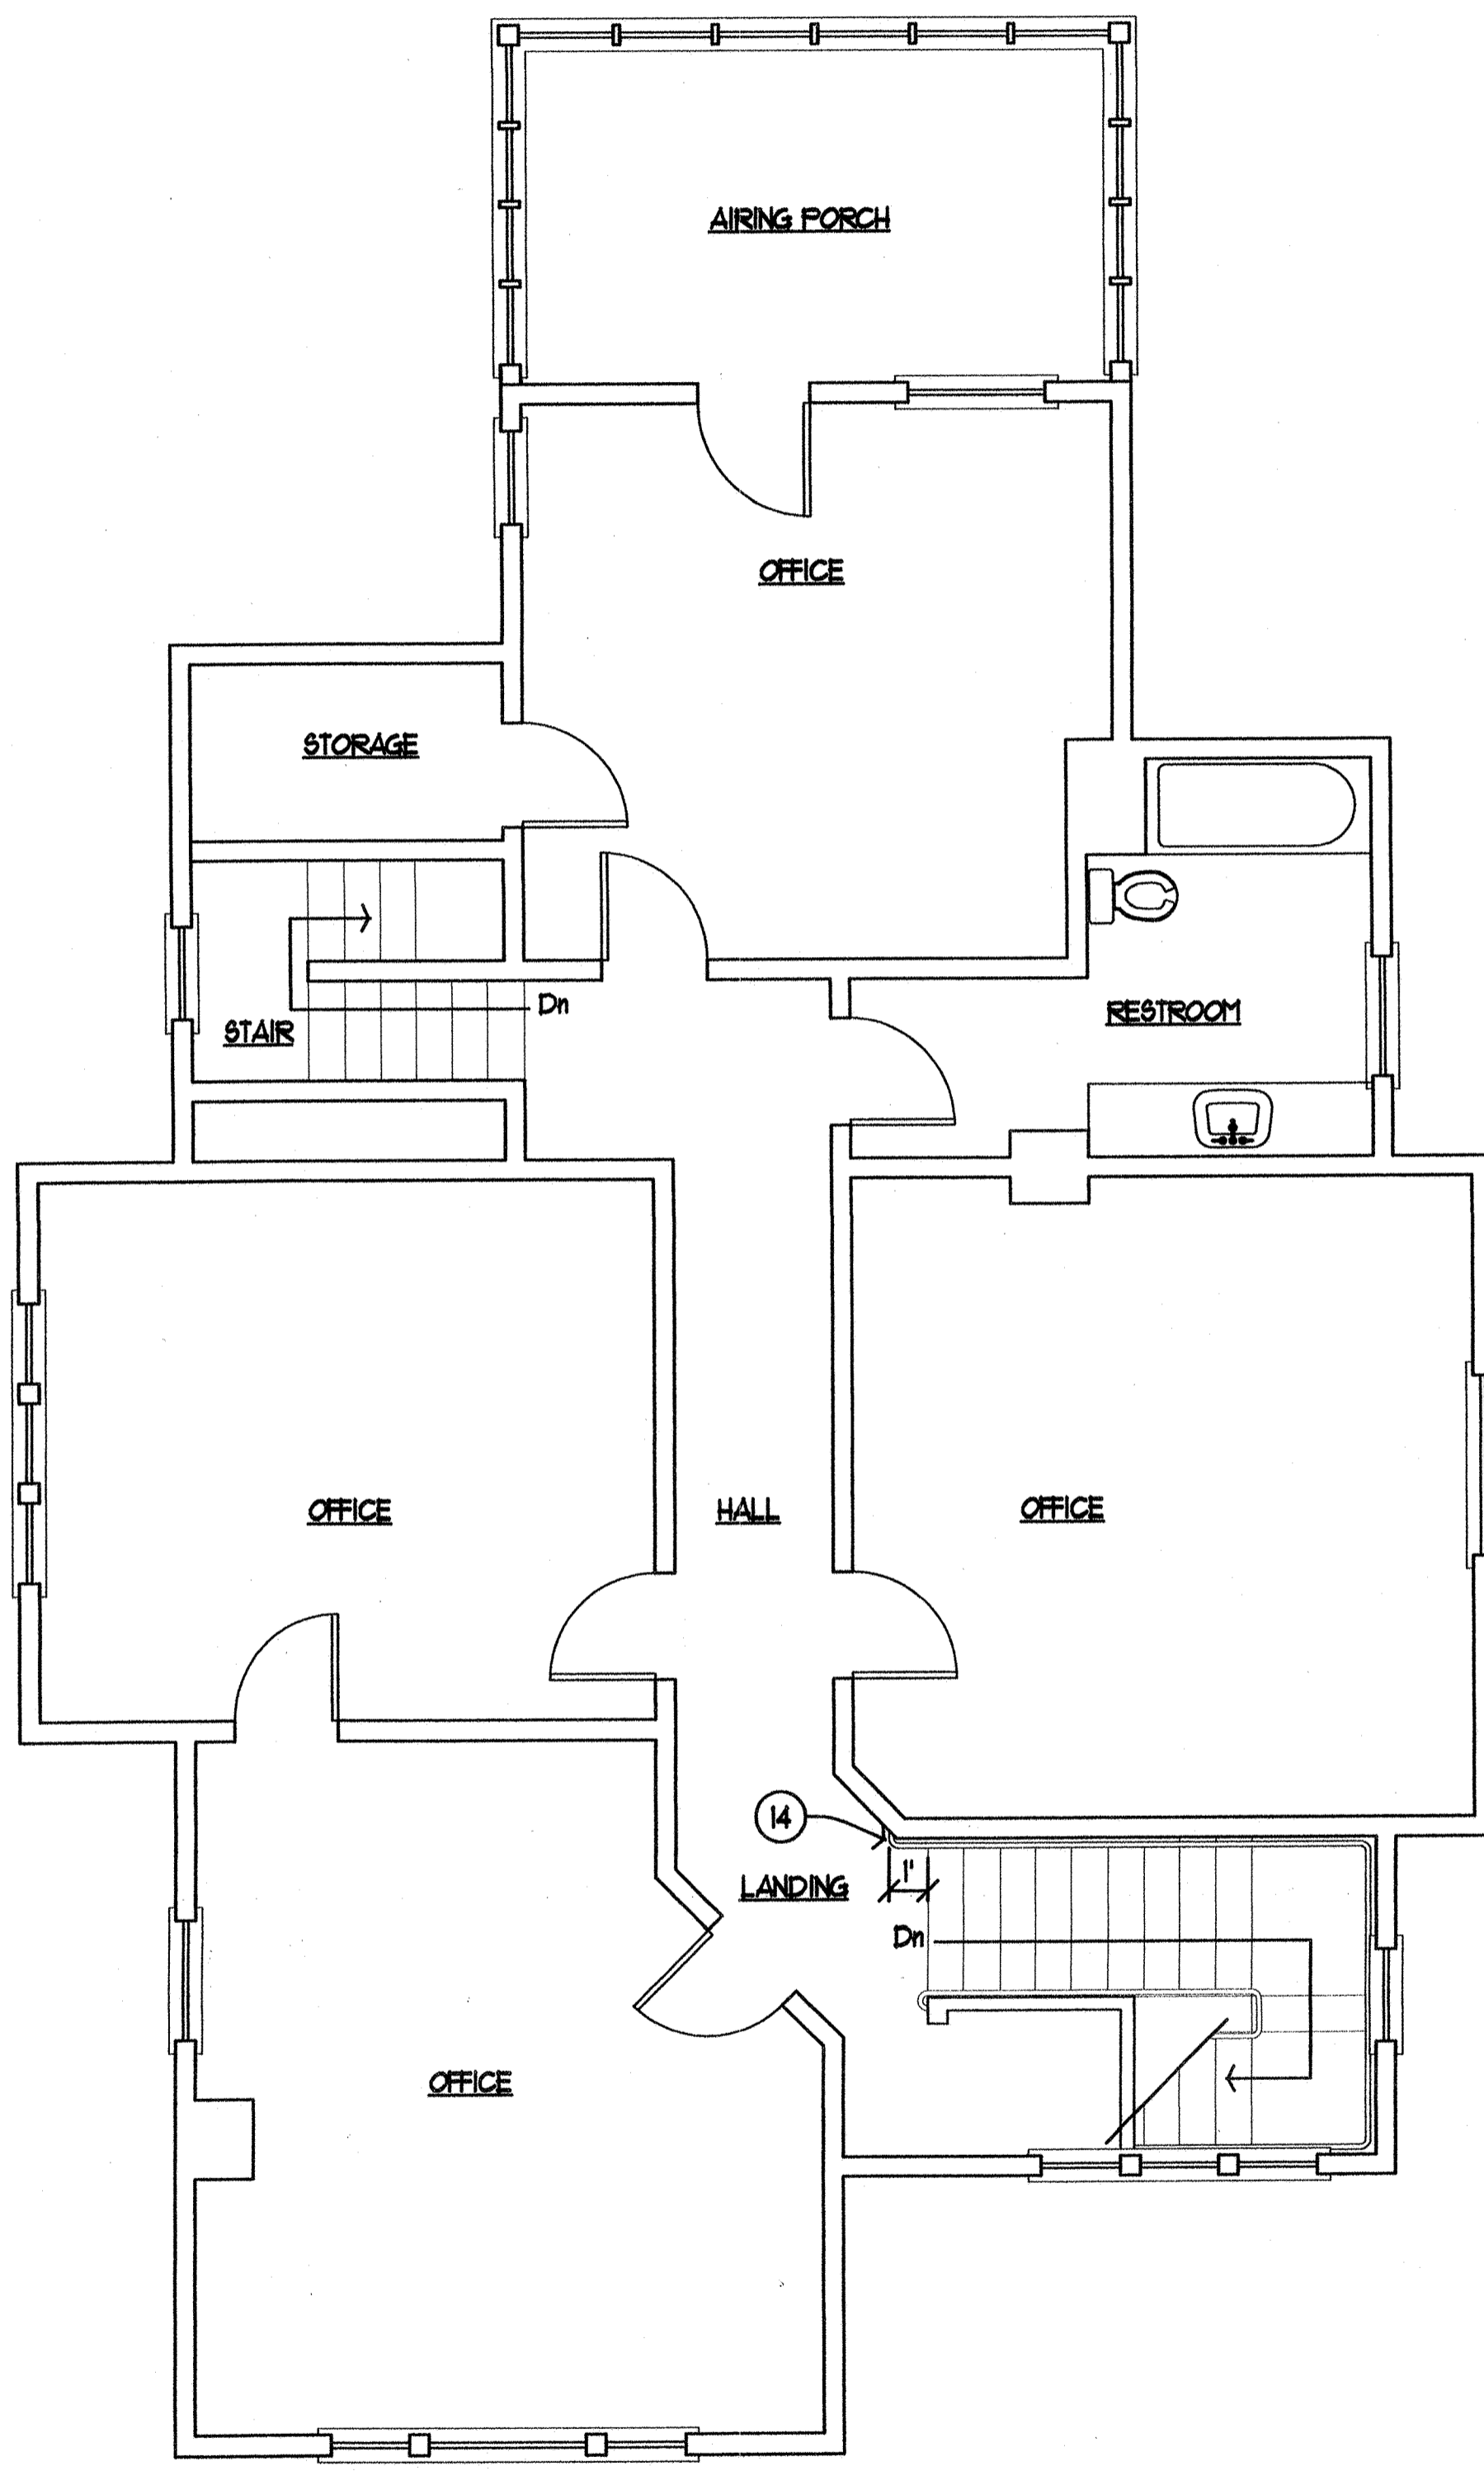 AIRING PORCH
OFFICE
STORAGE
Dn
STAIR
RESTROOM
OFFICE
HALL
OFFICE
14
1'
LANDING
Dn
OFFICE